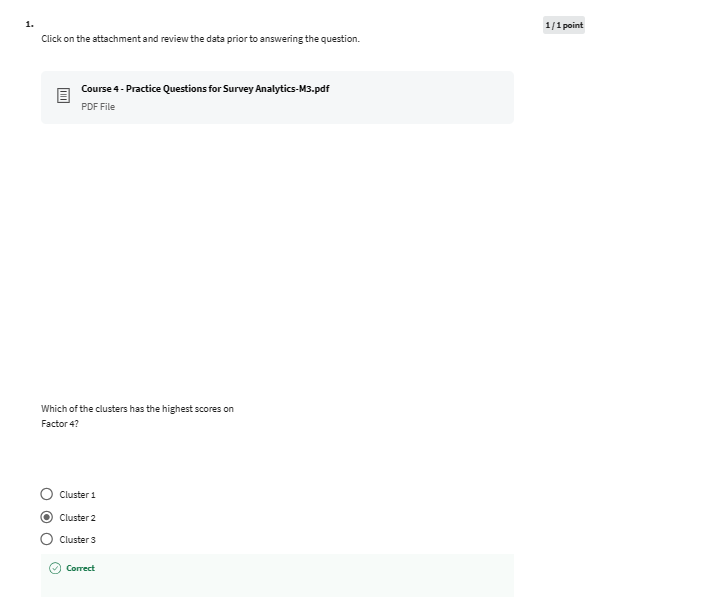 1.
1 / 1 point
Click on the attachment and review the data prior to answering the question.
Course 4 - Practice Questions for Survey Analytics-M3.pdf
PDF File
Which of the clusters has the highest scores on
Factor 4?
Cluster 1
Cluster 2
Cluster 3
Correct